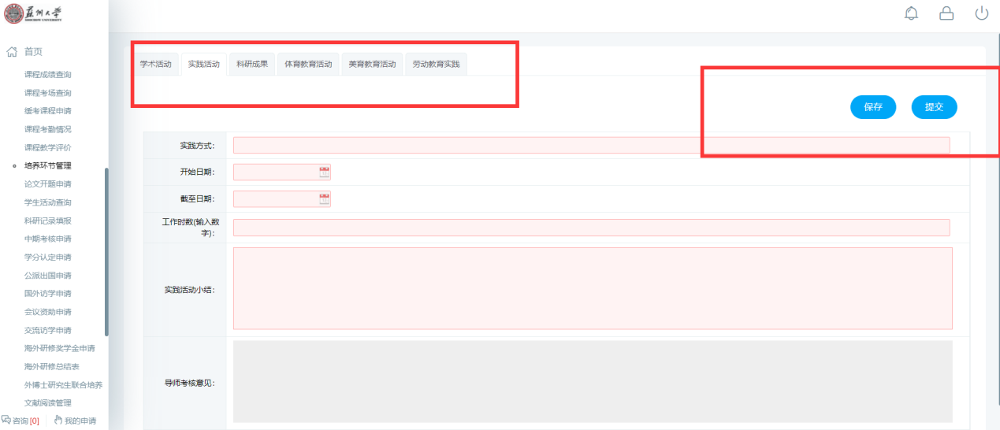 蘇州大學
SOOCHOW UNIVERSITY
首页
课程成绩查询
课程考场查询
缓考课程申请
课程考勤情况
课程教学评价
培养环节管理
论文开题申请
学生活动查询
科研记录填报
中期考核申请
学分认定申请
公派出国申请
国外访学申请
会议资助申请
交流访学申请
海外研修奖学金申请
海外研修总结表
外博士研究生联合培养
文献阅读管理
咨询[0] 我的申请
学术活动 实践活动 科研成果 体育教育活动 美育教育活动 劳动教育实践
保存 提交
实践方式:
开始日期:
截至日期:
工作时数(输入数
字):
实践活动小结:
导师考核意见: